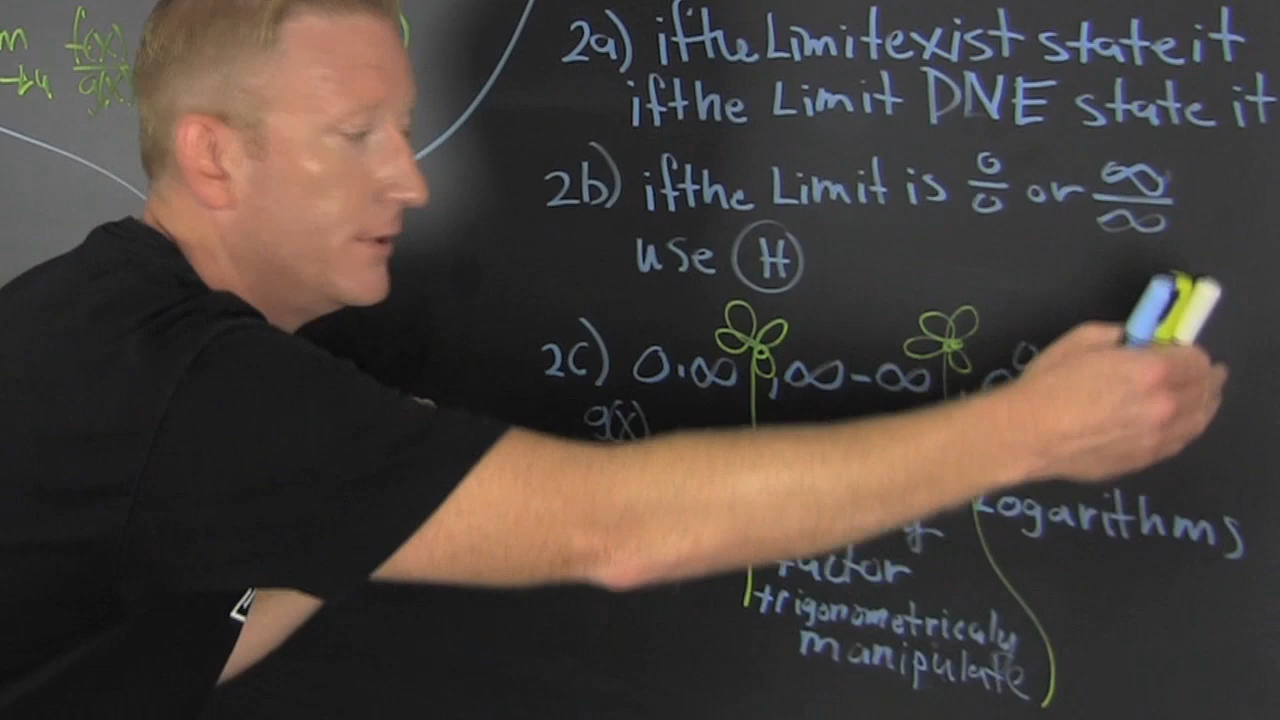 f(x)
g(x)
2a) if the Limit exist state it
if the Limit DNE state it
2b) if the Limit is 0/0 or ∞/∞
use H
2c) 0·∞, ∞-∞,
g(x)
Logarithms
factor
trigonometricaly
manipulate